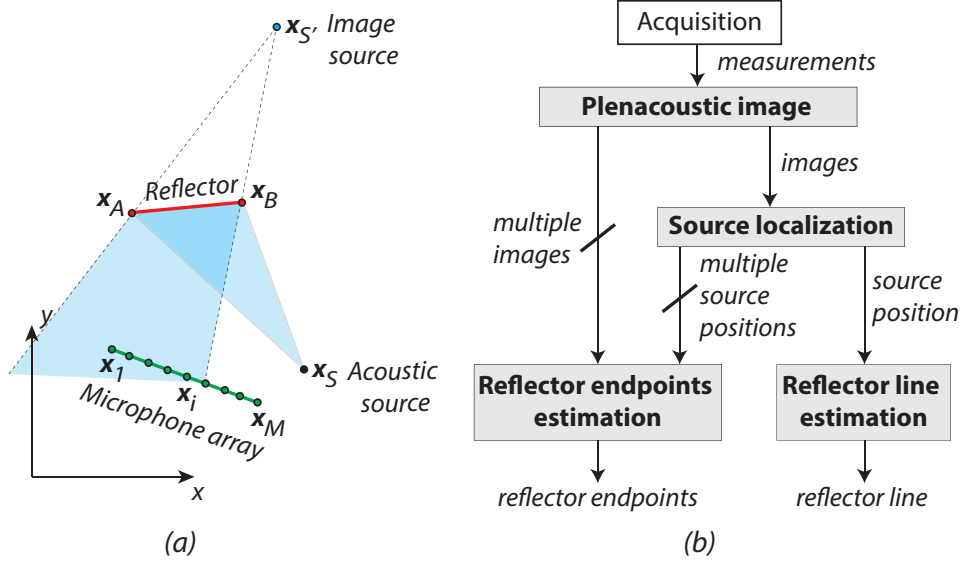 x_S' Image
source
x_A
Reflector
x_B
y
x_1
x_i
x_M
Microphone array
x_S Acoustic
source
x
(a)
Acquisition
measurements
Plenacoustic image
images
multiple
images
Source localization
multiple
source
positions
source
position
Reflector endpoints
estimation
Reflector line
estimation
reflector endpoints
reflector line
(b)